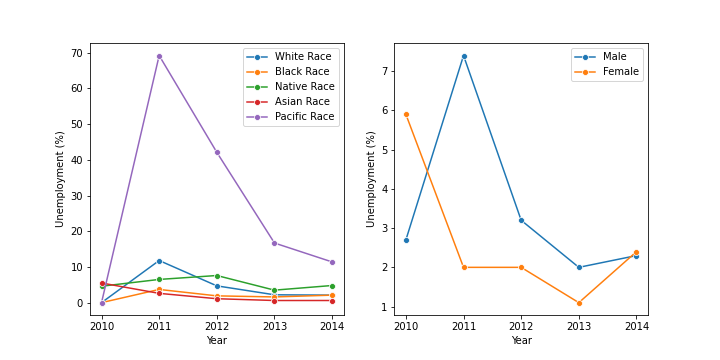 70
60
50
40
30
20
10
0
Unemployment (%)
2010 2011 2012 2013 2014
Year
White Race
Black Race
Native Race
Asian Race
Pacific Race
7
6
5
4
3
2
1
Unemployment (%)
2010 2011 2012 2013 2014
Year
Male
Female